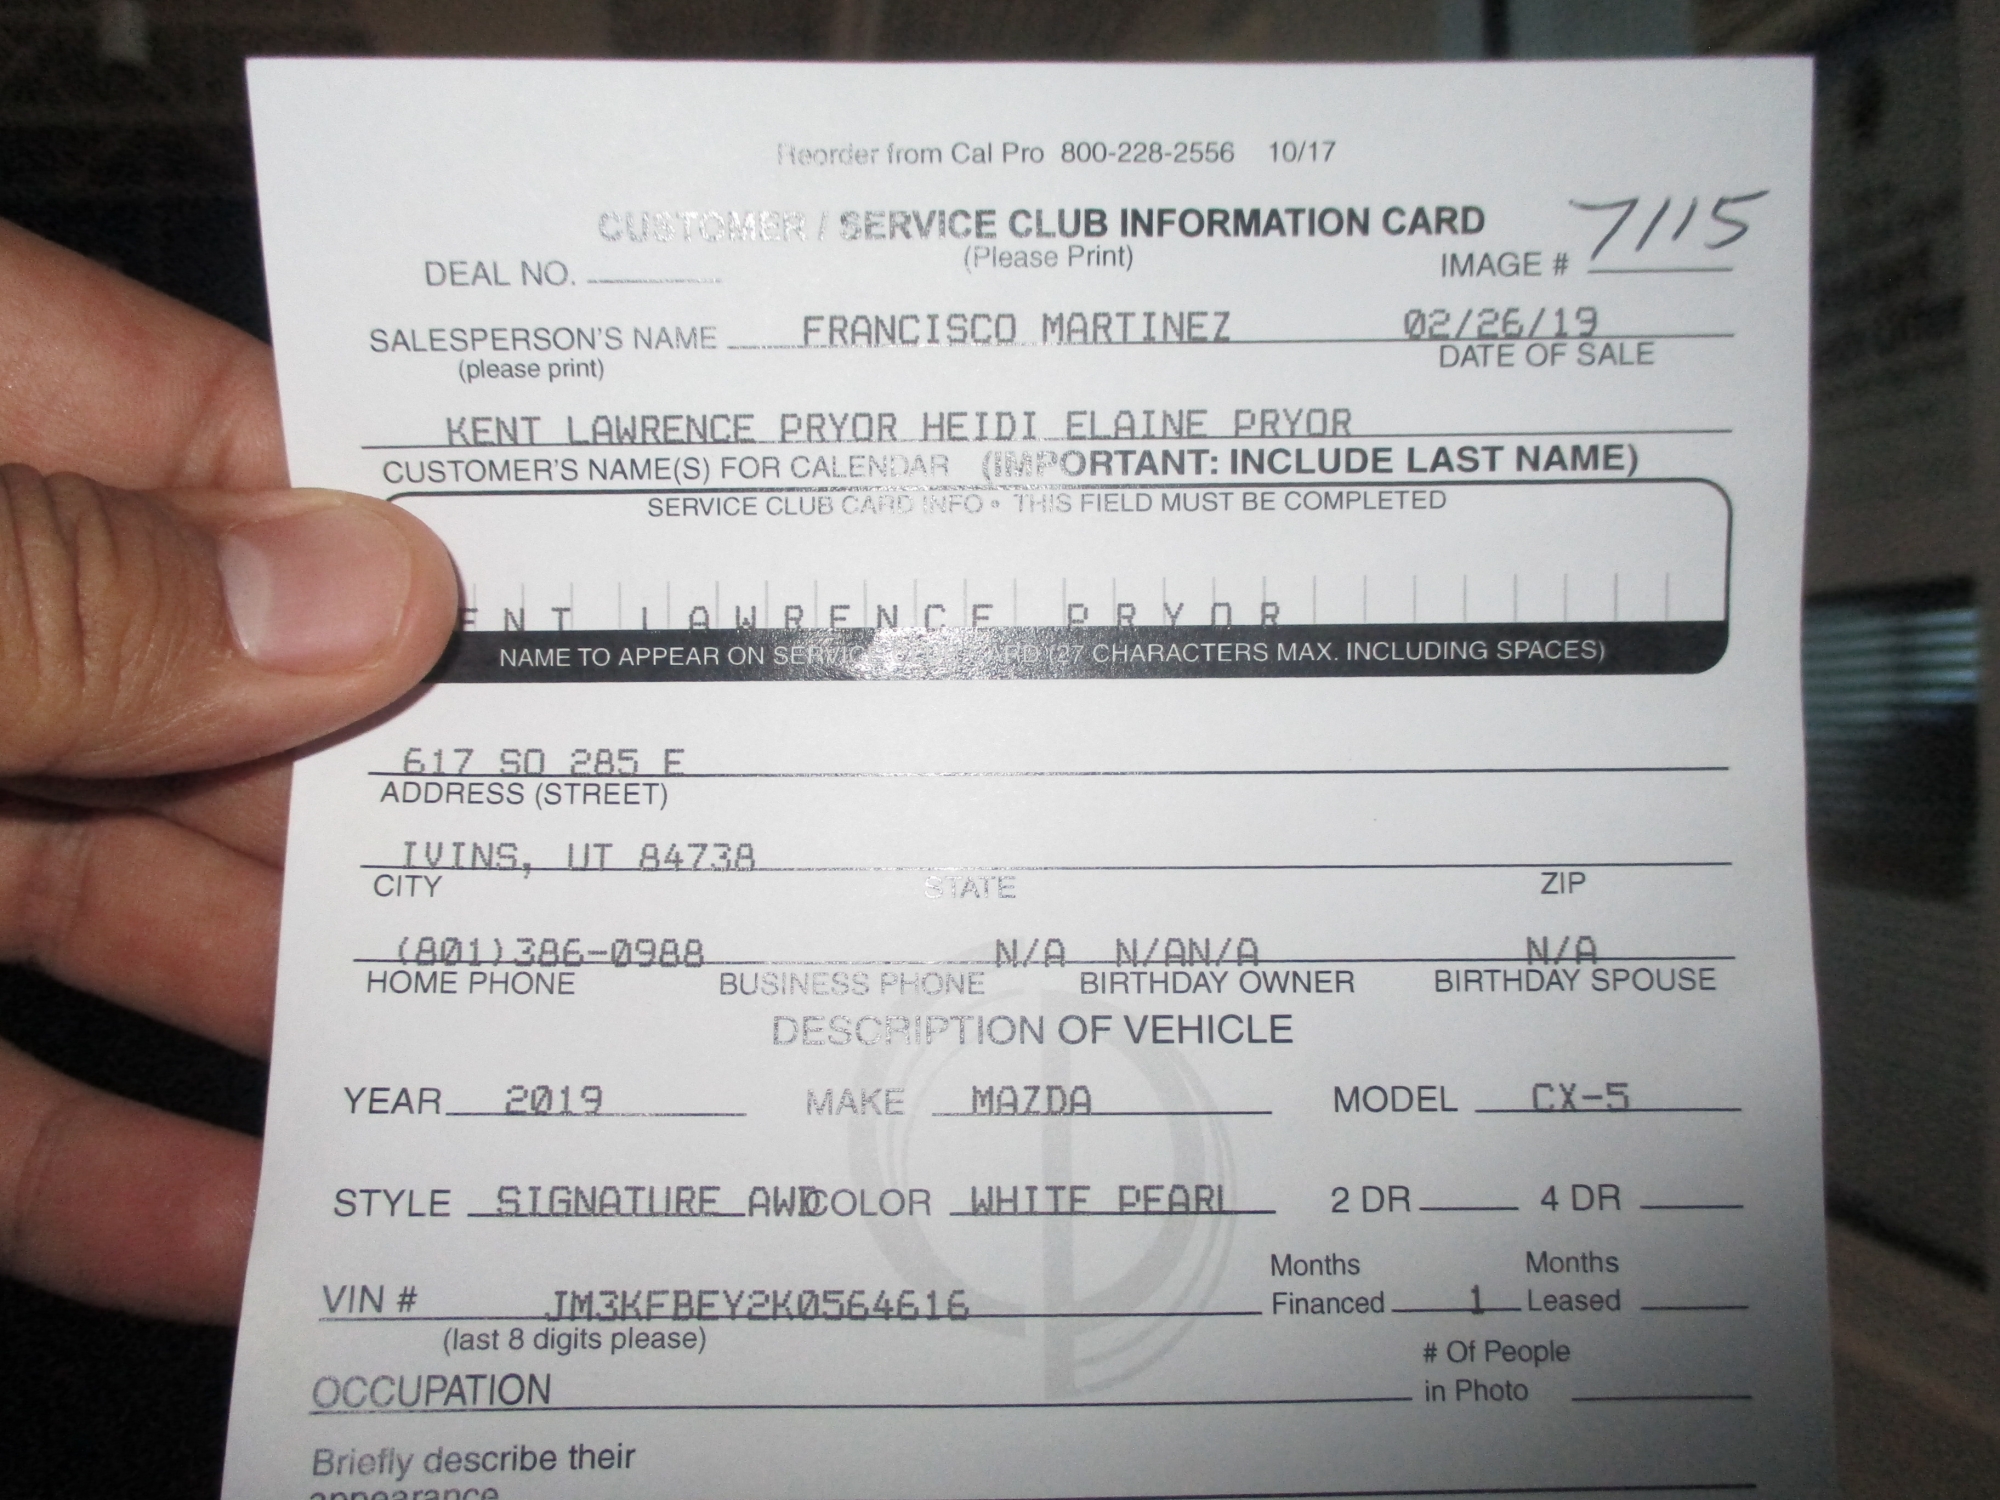 Reorder from Cal Pro 800-228-2556 10/17
CUSTOMER / SERVICE CLUB INFORMATION CARD
(Please Print)
DEAL NO. IMAGE # 7115
SALESPERSON'S NAME FRANCISCO MARTINEZ 02/26/19
(please print) DATE OF SALE
KENT LAWRENCE PRYOR HEIDI ELAINE PRYOR
CUSTOMER'S NAME(S) FOR CALENDAR (IMPORTANT: INCLUDE LAST NAME)
SERVICE CLUB CARD INFO • THIS FIELD MUST BE COMPLETED
ENT LAWRENCE PRYOR
NAME TO APPEAR ON SERVICE CLUB CARD (27 CHARACTERS MAX. INCLUDING SPACES)
617 SO 285 E
ADDRESS (STREET)
IVINS, UT 84738
CITY STATE ZIP
(801)386-0988 N/A N/AN/A N/A
HOME PHONE BUSINESS PHONE BIRTHDAY OWNER BIRTHDAY SPOUSE
DESCRIPTION OF VEHICLE
YEAR 2019 MAKE MAZDA MODEL CX-5
STYLE SIGNATURE AWD COLOR WHITE PEARL 2 DR 4 DR
Months Months
VIN # JM3KFBEY2K0564616 Financed 1 Leased
(last 8 digits please)
# Of People
OCCUPATION in Photo
Briefly describe their
appearance